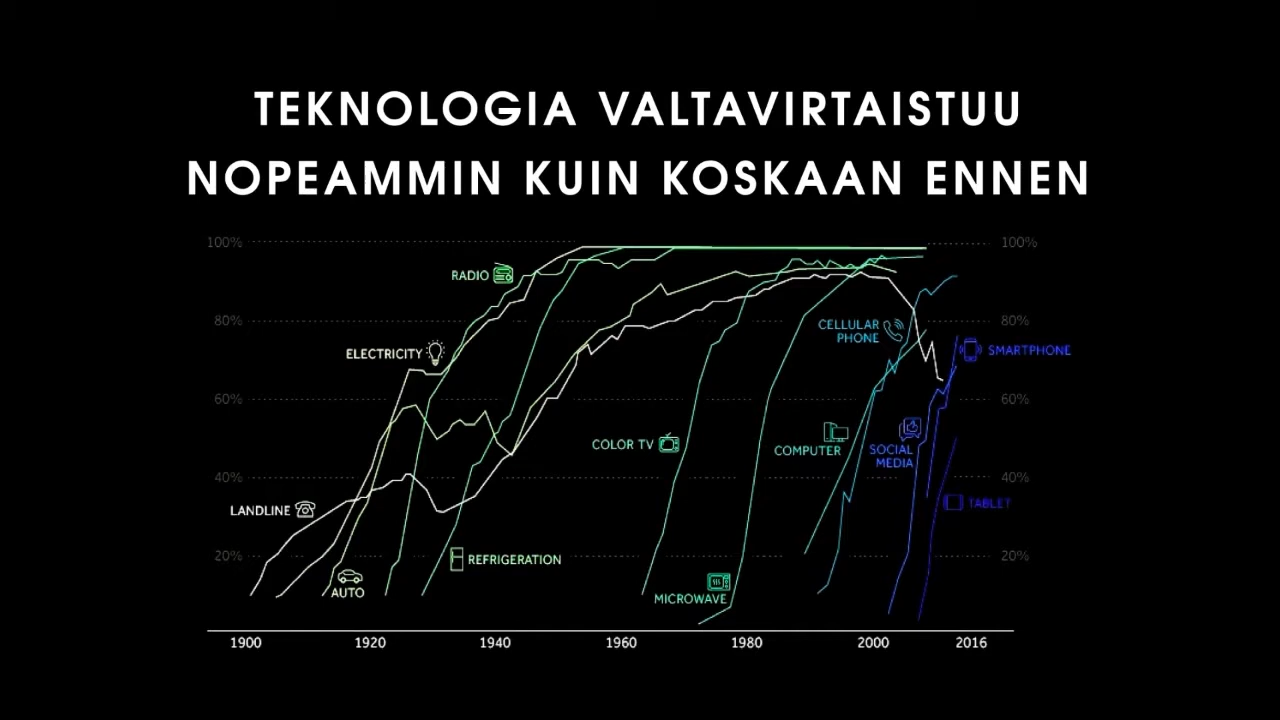 TEKNOLOGIA VALTAVIRTAISTUU
NOPEAMMIN KUIN KOSKAAN ENNEN
100%
100%
RADIO
80%
CELLULAR
PHONE
80%
ELECTRICITY
SMARTPHONE
60%
60%
COLOR TV
COMPUTER
SOCIAL
MEDIA
40%
40%
LANDLINE
TABLET
20%
REFRIGERATION
20%
AUTO
MICROWAVE
1900
1920
1940
1960
1980
2000
2016